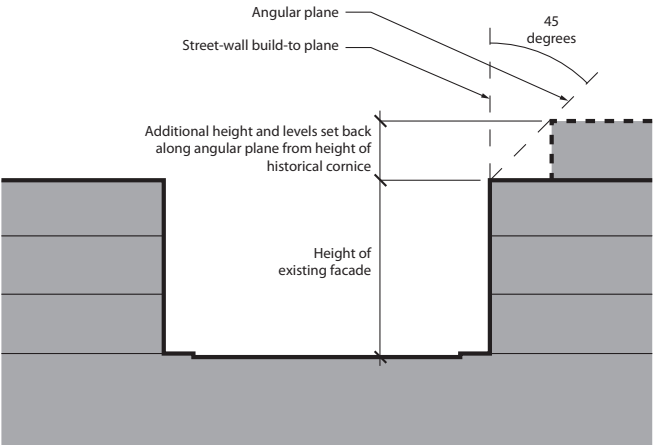 Angular plane
45
degrees
Street-wall build-to plane
Additional height and levels set back
along angular plane from height of
historical cornice
Height of
existing facade